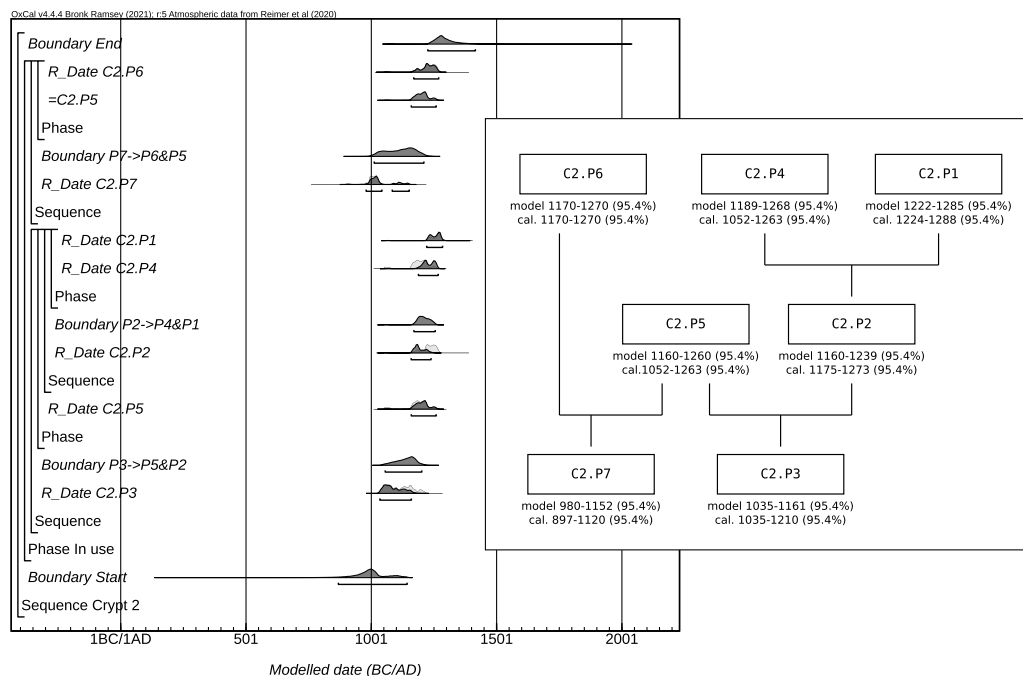 OxCal v4.4.4 Bronk Ramsey (2021); r:5 Atmospheric data from Reimer et al (2020)
Boundary End
R_Date C2.P6
=C2.P5
Phase
Boundary P7->P6&P5
R_Date C2.P7
Sequence
R_Date C2.P1
R_Date C2.P4
Phase
Boundary P2->P4&P1
R_Date C2.P2
Sequence
R_Date C2.P5
Phase
Boundary P3->P5&P2
R_Date C2.P3
Sequence
Phase In use
Boundary Start
Sequence Crypt 2
1BC/1AD 501 1001 1501 2001
Modelled date (BC/AD)
C2.P6
model 1170-1270 (95.4%)
cal. 1170-1270 (95.4%)
C2.P4
model 1189-1268 (95.4%)
cal. 1052-1263 (95.4%)
C2.P1
model 1222-1285 (95.4%)
cal. 1224-1288 (95.4%)
C2.P5
model 1160-1260 (95.4%)
cal.1052-1263 (95.4%)
C2.P2
model 1160-1239 (95.4%)
cal. 1175-1273 (95.4%)
C2.P7
model 980-1152 (95.4%)
cal. 897-1120 (95.4%)
C2.P3
model 1035-1161 (95.4%)
cal. 1035-1210 (95.4%)